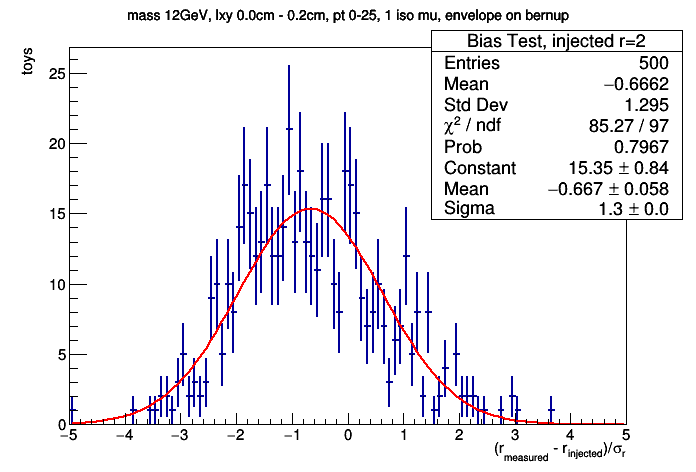 mass 12GeV, lxy 0.0cm - 0.2cm, pt 0-25, 1 iso mu, envelope on bernup
Bias Test, injected r=2
Entries 500
Mean −0.6662
Std Dev 1.295
χ² / ndf 85.27 / 97
Prob 0.7967
Constant 15.35 ± 0.84
Mean −0.667 ± 0.058
Sigma 1.3 ± 0.0
toys
25
20
15
10
5
0
−5 −4 −3 −2 −1 0 1 2 3 4 5
(r_measured - r_injected)/σ_r